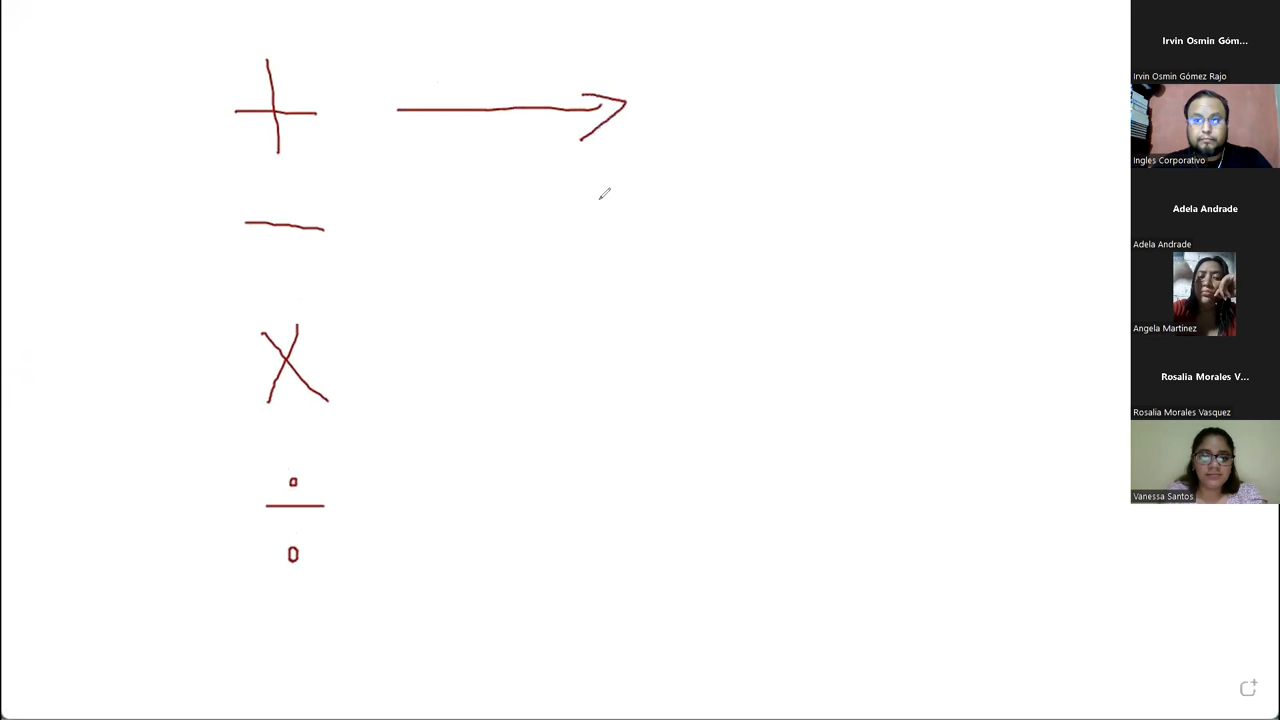 +
−
X
÷
Irvin Osmin Góm...
Irvin Osmin Gómez Rajo
Ingles Corporativo
Adela Andrade
Adela Andrade
Angela Martinez
Rosalia Morales V...
Rosalia Morales Vasquez
Vanessa Santos